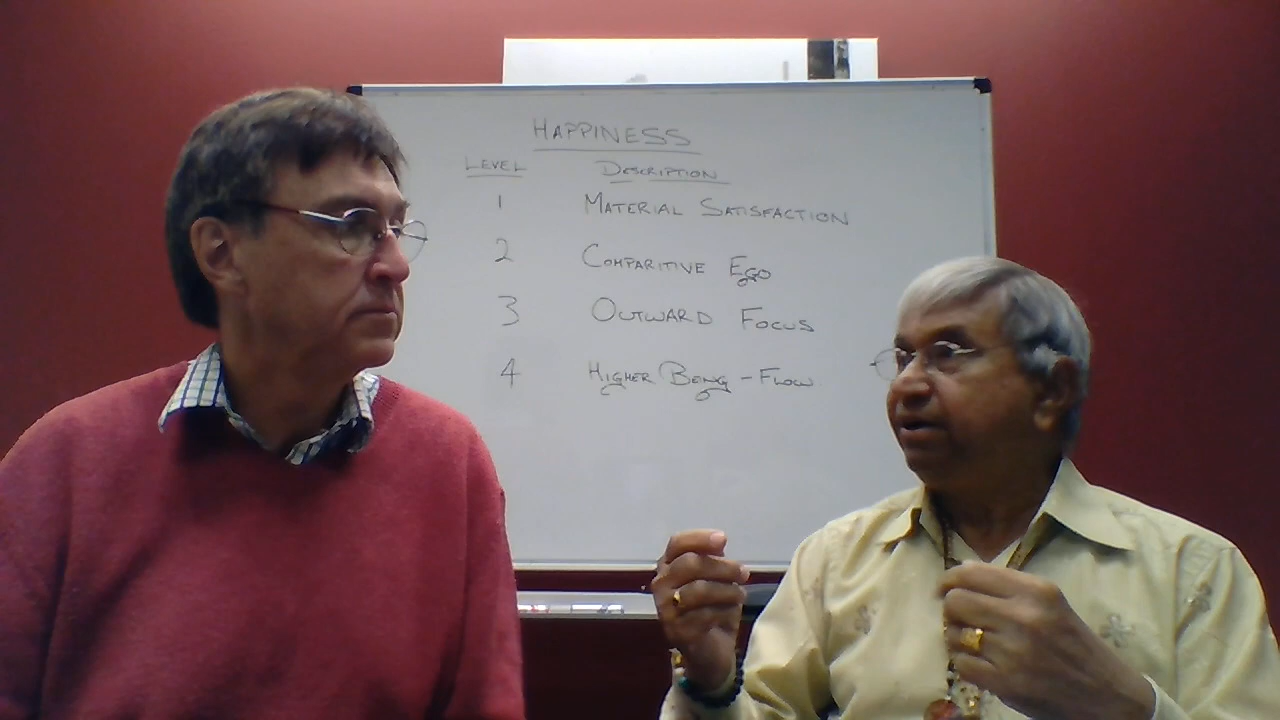 HAPPINESS
LEVEL DESCRIPTION
1 MATERIAL SATISFACTION
2 COMPARITIVE EGO
3 OUTWARD FOCUS
4 HIGHER BEING - FLOW